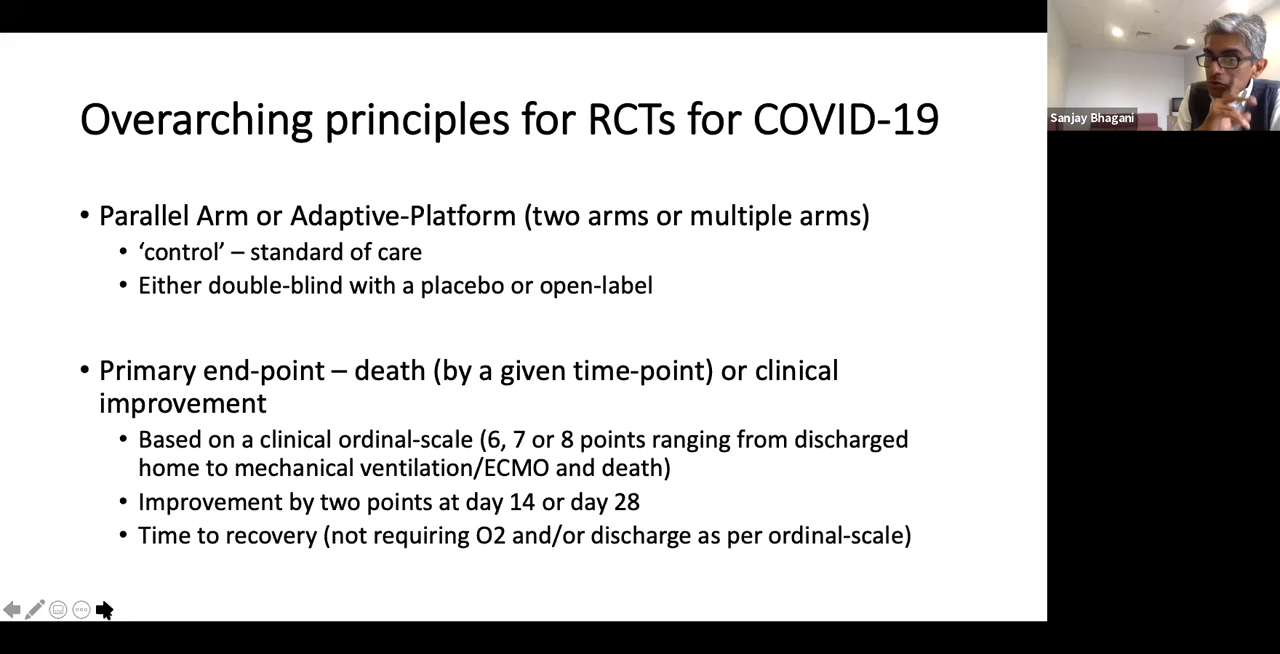 Overarching principles for RCTs for COVID-19
• Parallel Arm or Adaptive-Platform (two arms or multiple arms)
• ‘control’ – standard of care
• Either double-blind with a placebo or open-label
• Primary end-point – death (by a given time-point) or clinical
improvement
• Based on a clinical ordinal-scale (6, 7 or 8 points ranging from discharged
home to mechanical ventilation/ECMO and death)
• Improvement by two points at day 14 or day 28
• Time to recovery (not requiring O2 and/or discharge as per ordinal-scale)
Sanjay Bhagani